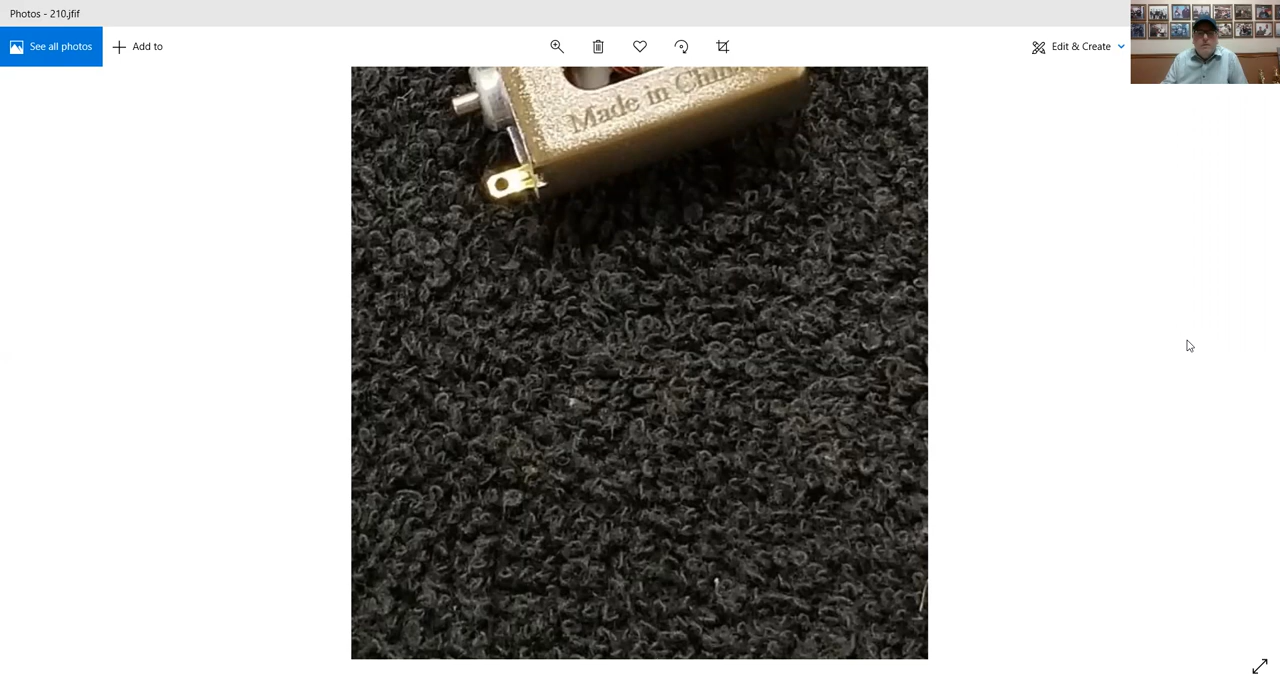 Photos - 210.jfif
See all photos
Add to
Edit & Create
Made in China